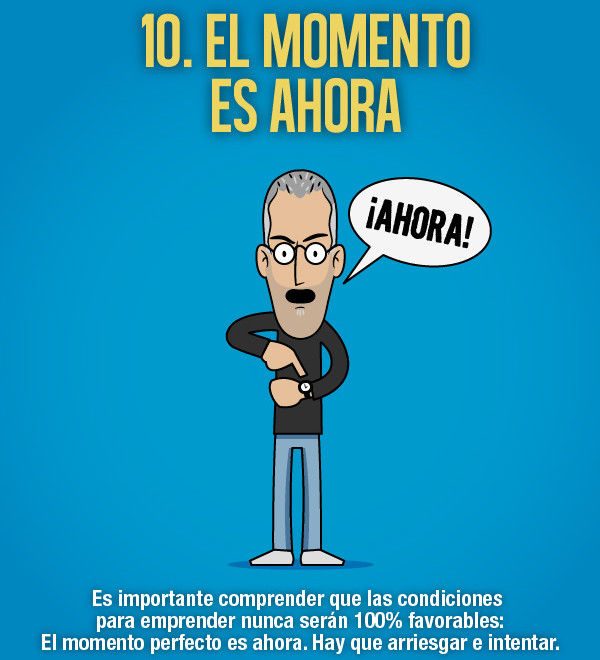 10. EL MOMENTO
ES AHORA
¡AHORA!
Es importante comprender que las condiciones
para emprender nunca serán 100% favorables:
El momento perfecto es ahora. Hay que arriesgar e intentar.